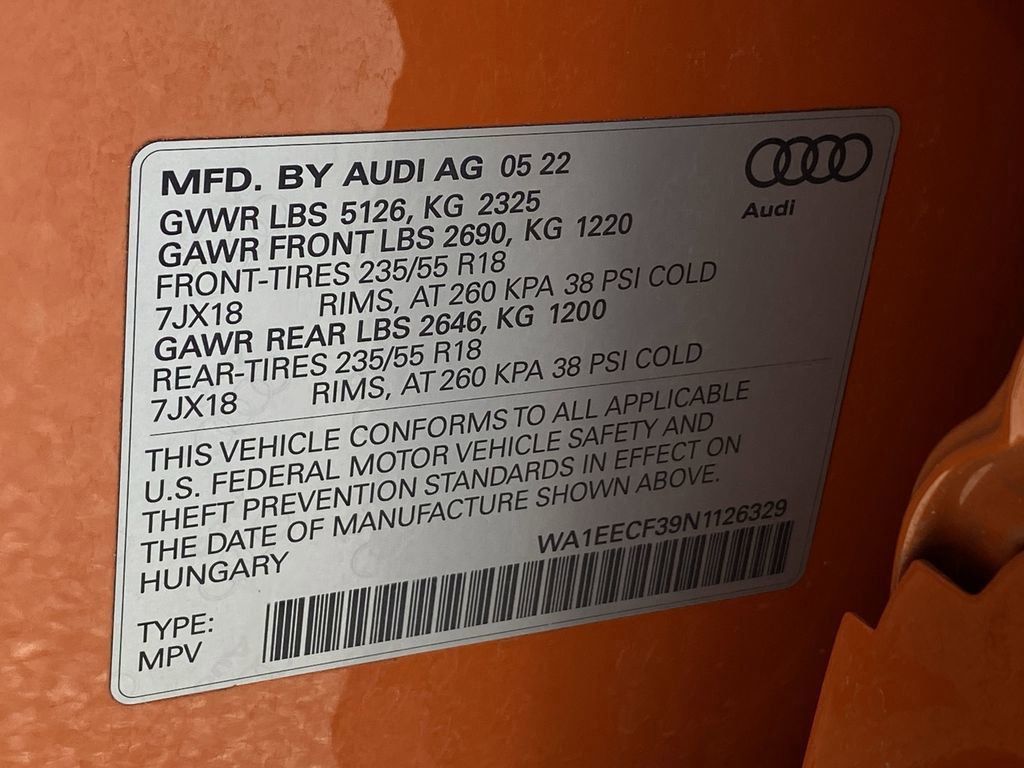 MFD. BY AUDI AG 05 22
Audi
GVWR LBS 5126, KG 2325
GAWR FRONT LBS 2690, KG 1220
FRONT-TIRES 235/55 R18
7JX18 RIMS, AT 260 KPA 38 PSI COLD
GAWR REAR LBS 2646, KG 1200
REAR-TIRES 235/55 R18
7JX18 RIMS, AT 260 KPA 38 PSI COLD
THIS VEHICLE CONFORMS TO ALL APPLICABLE
U.S. FEDERAL MOTOR VEHICLE SAFETY AND
THEFT PREVENTION STANDARDS IN EFFECT ON
THE DATE OF MANUFACTURE SHOWN ABOVE.
HUNGARY
WA1EECF39N1126329
TYPE:
MPV